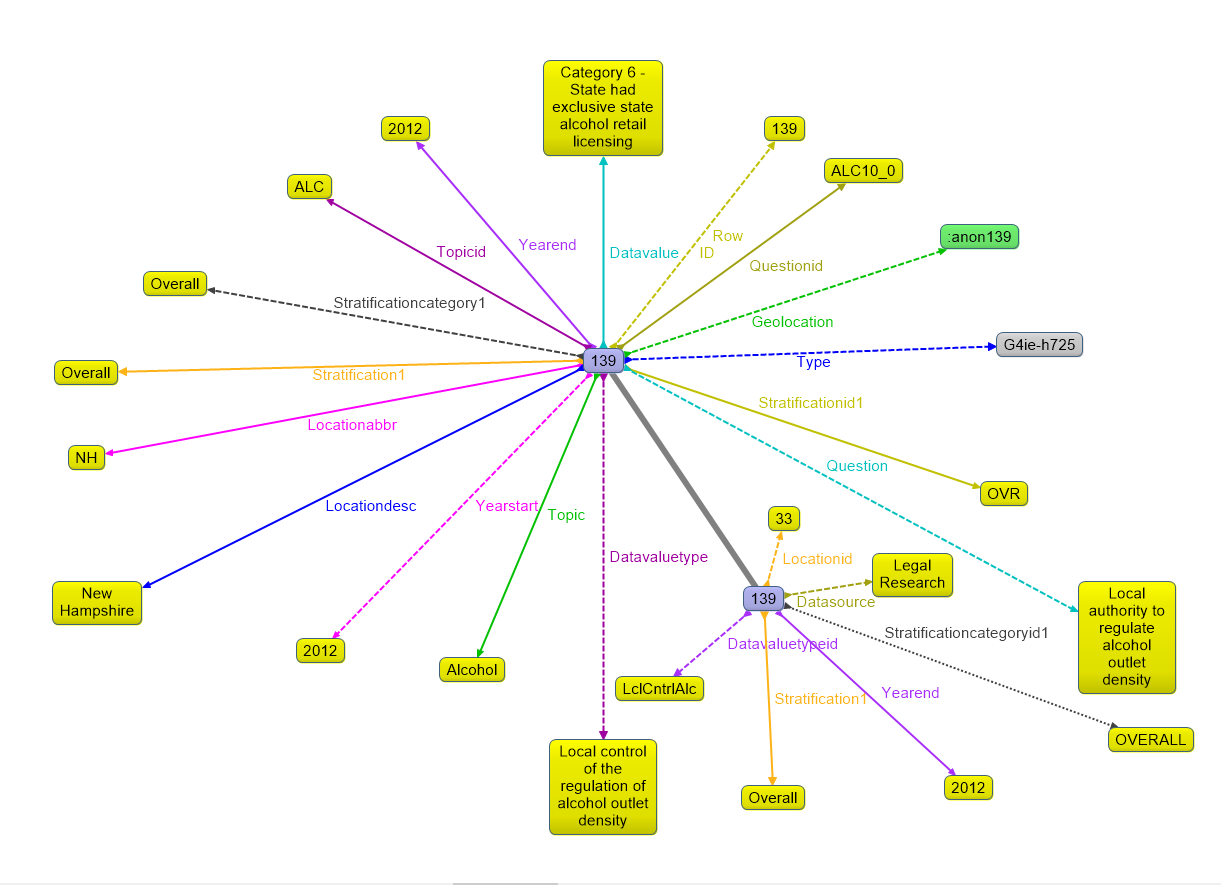 Category 6 -
State had
exclusive state
alcohol retail
licensing
2012
139
ALC10_0
ALC
:anon139
Row
ID
Yearend
Topicid
Datavalue
Questionid
Overall
Stratificationcategory1
Geolocation
G4ie-h725
139
Type
Overall
Stratification1
Stratificationid1
Locationabbr
NH
Question
OVR
Locationdesc
Yearstart
Topic
33
Datavaluetype
Locationid
Legal
Research
New
Hampshire
139
Datasource
Local
authority to
regulate
alcohol
outlet
density
Stratificationcategoryid1
Datavaluetypeid
2012
Alcohol
LclCntrlAlc
Stratification1
Yearend
OVERALL
Local control
of the
regulation of
alcohol outlet
density
Overall
2012